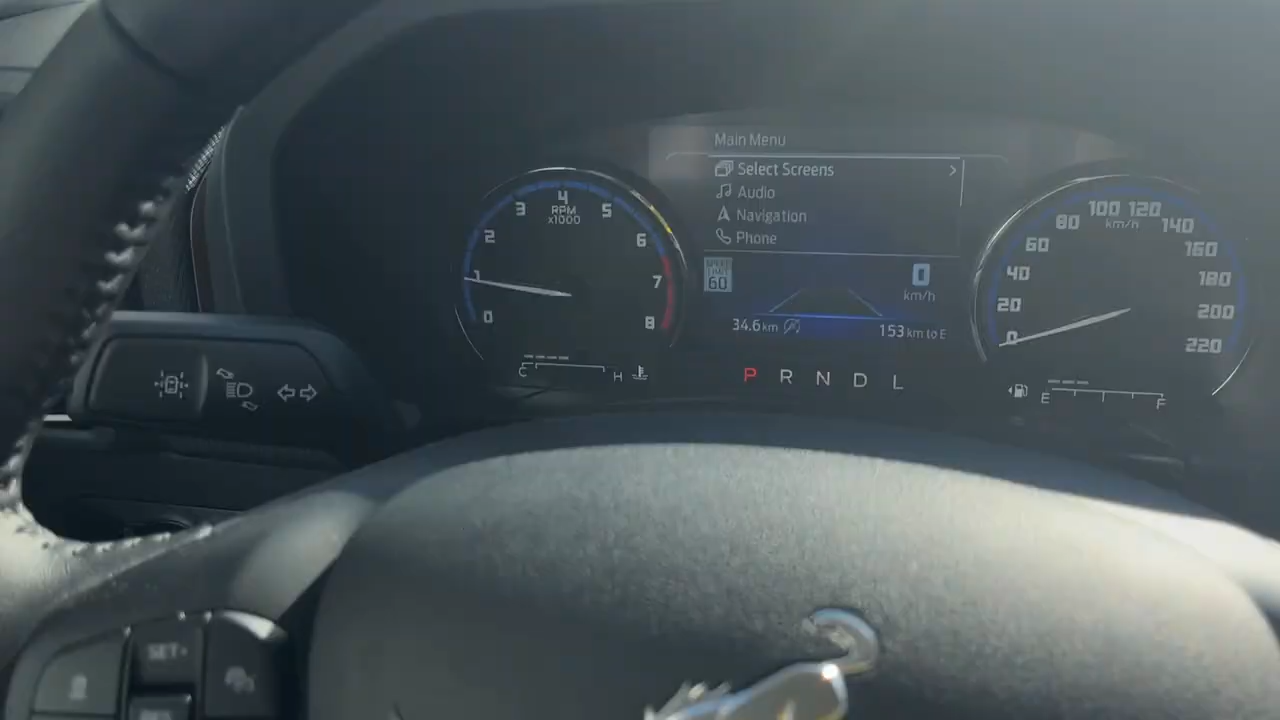 Main Menu
Select Screens
Audio
Navigation
Phone
SPEED
LIMIT
60
0
km/h
34.6 km
153 km to E
P R N D L
0
1
2
3
4
5
6
7
8
RPM
x1000
C
H
0
20
40
60
80
100
120
140
160
180
200
220
km/h
E
F
SET+